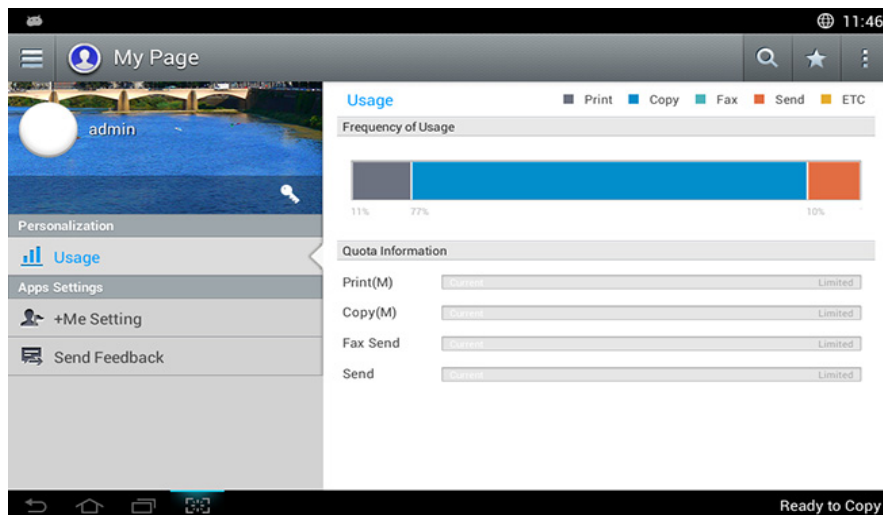 11:46
My Page
admin
Personalization
Usage
Apps Settings
+Me Setting
Send Feedback
Usage
Print Copy Fax Send ETC
Frequency of Usage
11% 77% 10%
Quota Information
Print(M) Current Limited
Copy(M) Current Limited
Fax Send Current Limited
Send Current Limited
Ready to Copy